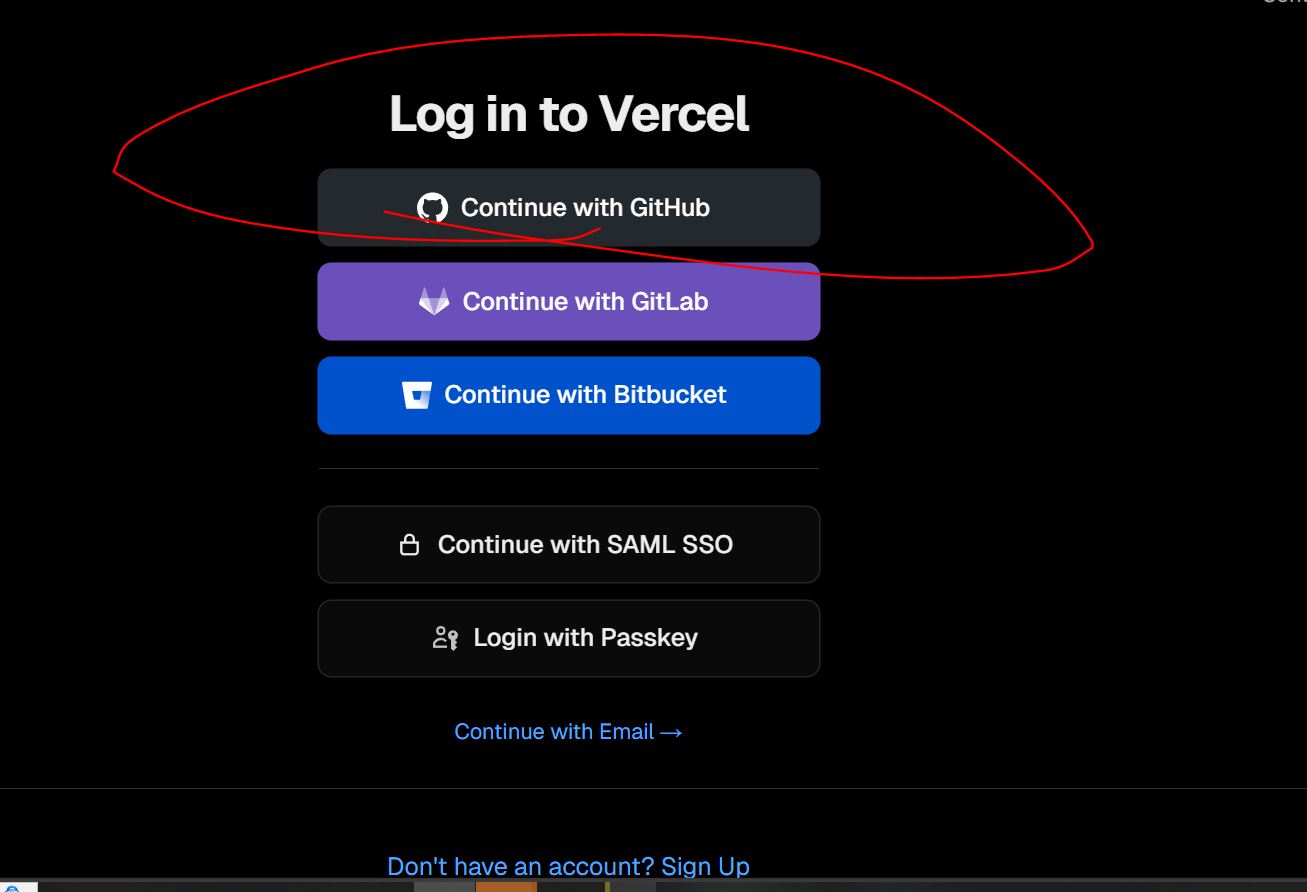 Log in to Vercel
Continue with GitHub
Continue with GitLab
Continue with Bitbucket
Continue with SAML SSO
Login with Passkey
Continue with Email →
Don't have an account? Sign Up